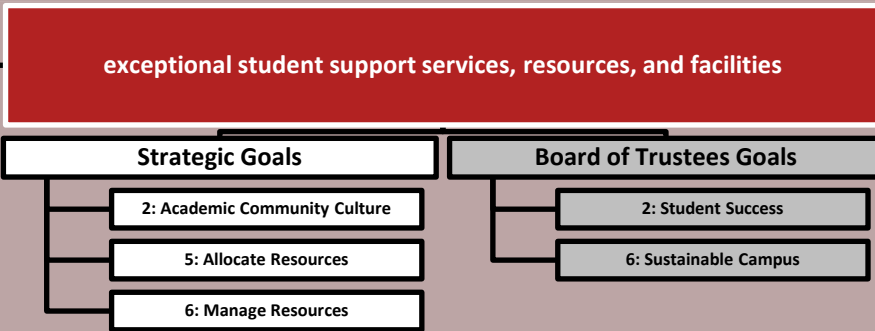 exceptional student support services, resources, and facilities
Strategic Goals
2: Academic Community Culture
5: Allocate Resources
6: Manage Resources
Board of Trustees Goals
2: Student Success
6: Sustainable Campus